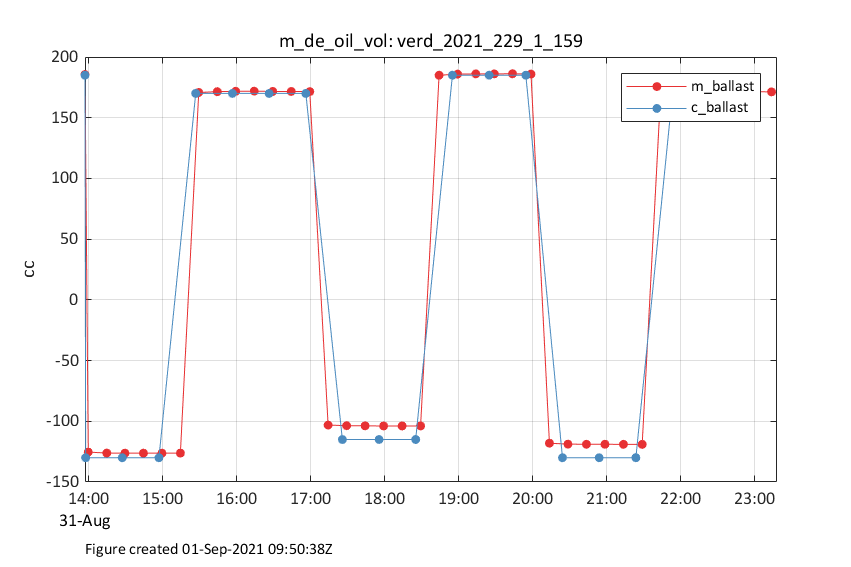 m_de_oil_vol: verd_2021_229_1_159
200
150
100
50
0
-50
-100
-150
cc
m_ballast
c_ballast
14:00 15:00 16:00 17:00 18:00 19:00 20:00 21:00 22:00 23:00
31-Aug
Figure created 01-Sep-2021 09:50:38Z